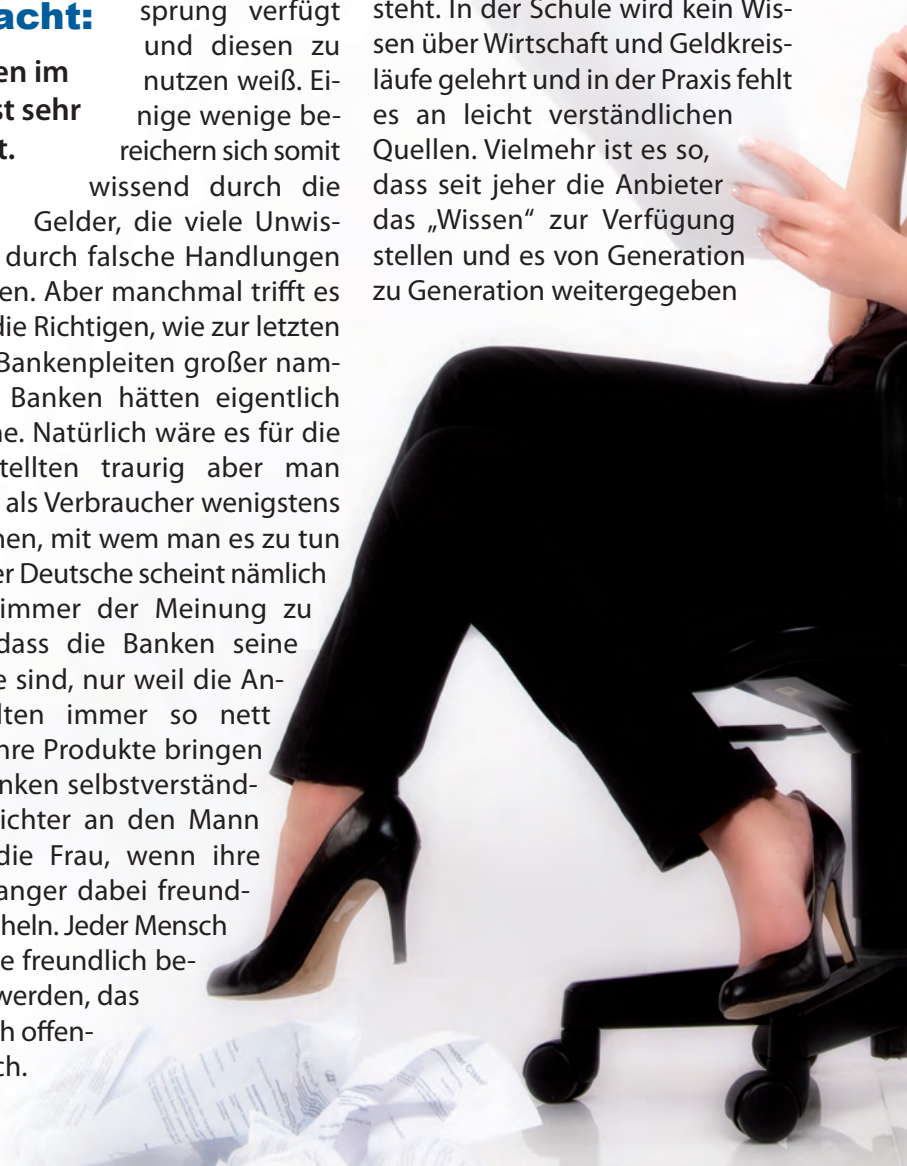 acht:
en im
st sehr
t.
sprung verfügt
und diesen zu
nutzen weiß. Ei-
nige wenige be-
reichern sich somit
wissend durch die
Gelder, die viele Unwis-
durch falsche Handlungen
en. Aber manchmal trifft es
die Richtigen, wie zur letzten
Bankenpleiten großer nam-
Banken hätten eigentlich
ne. Natürlich wäre es für die
tellten traurig aber man
als Verbraucher wenigstens
hen, mit wem man es zu tun
er Deutsche scheint nämlich
immer der Meinung zu
dass die Banken seine
e sind, nur weil die An-
lten immer so nett
hre Produkte bringen
nken selbstverständ-
ichter an den Mann
die Frau, wenn ihre
anger dabei freund-
heln. Jeder Mensch
e freundlich be-
werden, das
h offen-
ch.
steht. In der Schule wird kein Wis-
sen über Wirtschaft und Geldkreis-
läufe gelehrt und in der Praxis fehlt
es an leicht verständlichen
Quellen. Vielmehr ist es so,
dass seit jeher die Anbieter
das „Wissen“ zur Verfügung
stellen und es von Generation
zu Generation weitergegeben